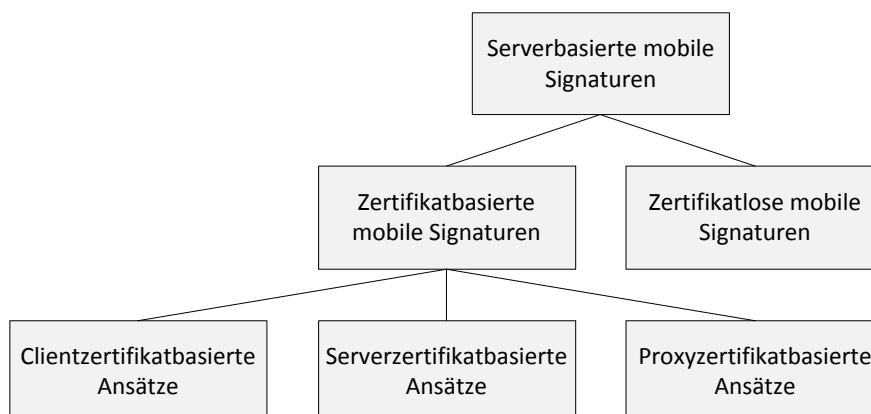 Serverbasierte mobile
Signaturen
Zertifikatbasierte
mobile Signaturen
Zertifikatlose mobile
Signaturen
Clientzertifikatbasierte
Ansätze
Serverzertifikatbasierte
Ansätze
Proxyzertifikatbasierte
Ansätze